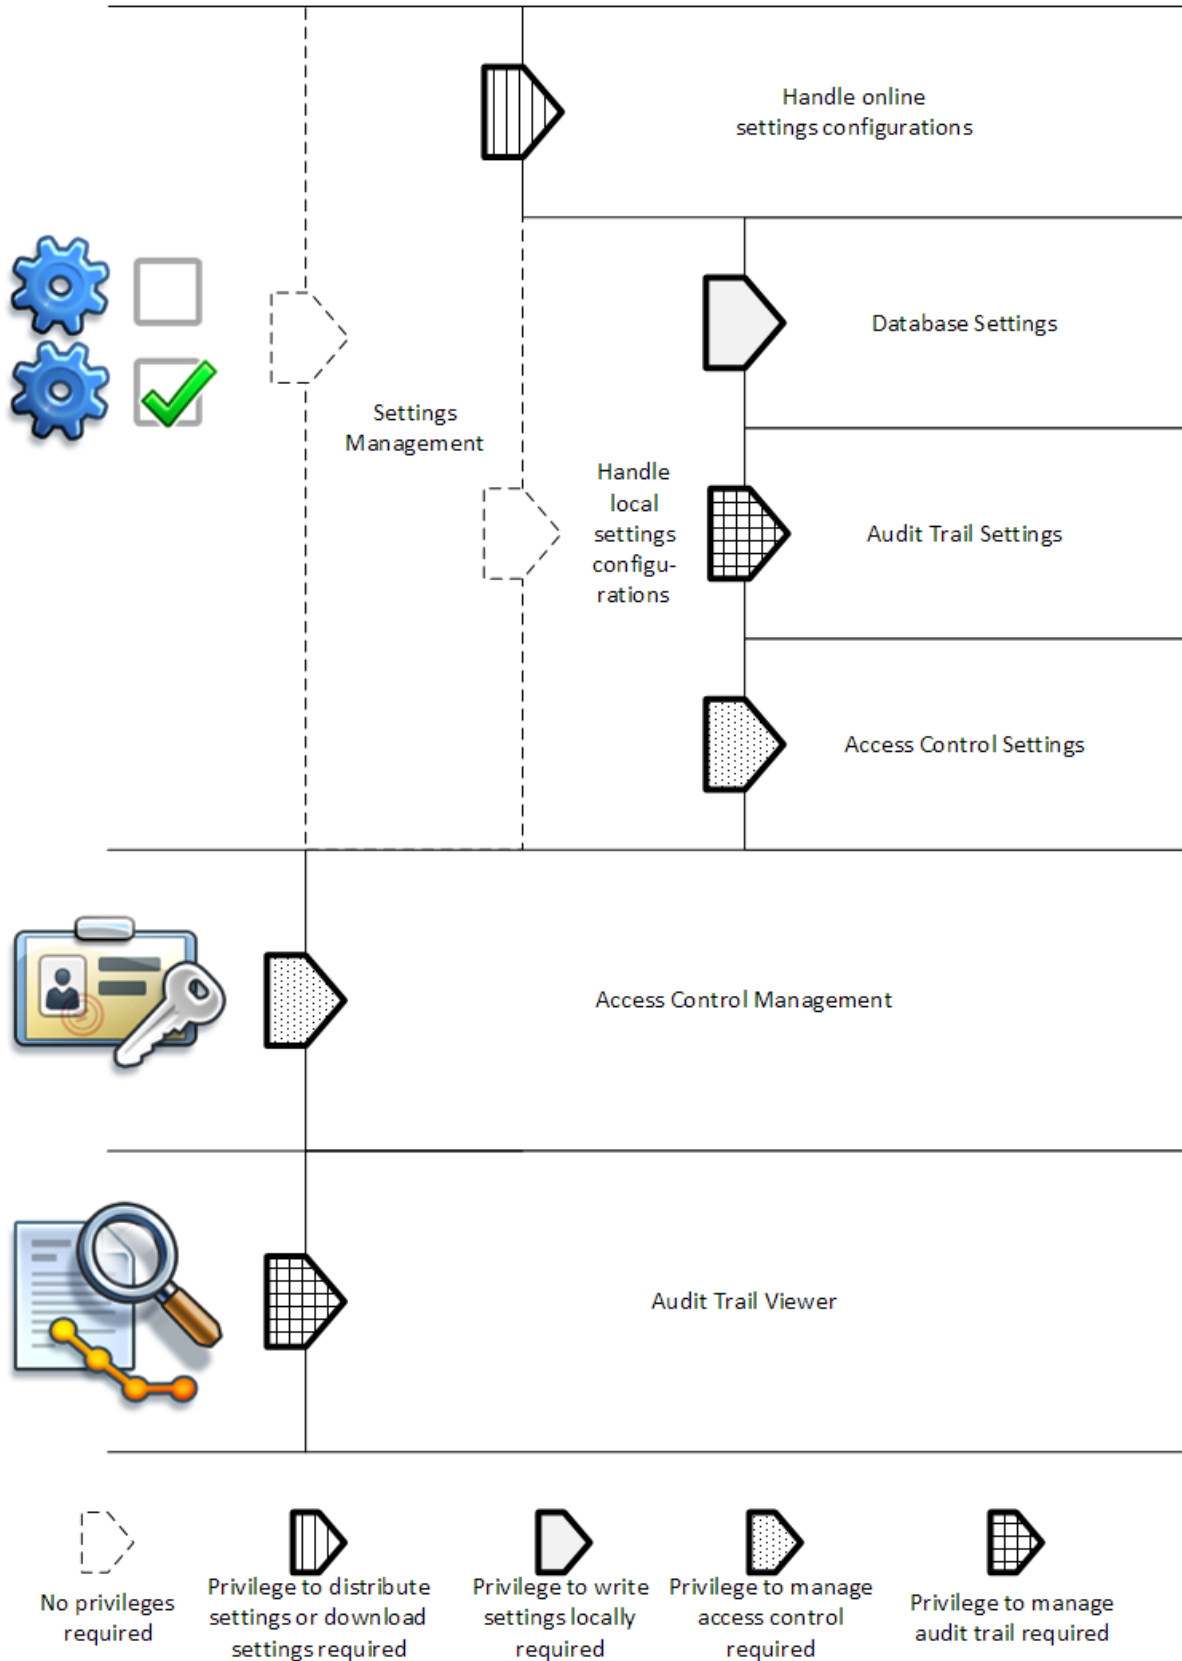 Handle online
settings configurations
Database Settings
Settings
Management
Handle
local
settings
configu-
rations
Audit Trail Settings
Access Control Settings
Access Control Management
Audit Trail Viewer
No privileges
required
Privilege to distribute
settings or download
settings required
Privilege to write
settings locally
required
Privilege to manage
access control
required
Privilege to manage
audit trail required